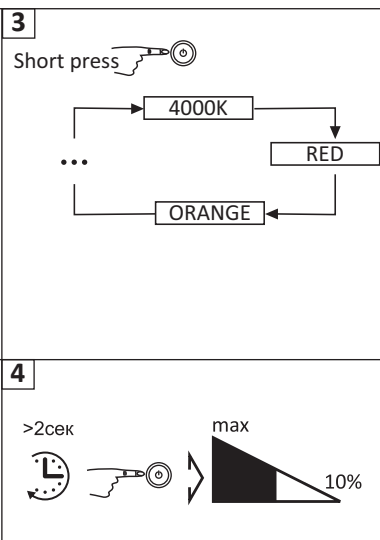 3
Short press
4000K
RED
...
ORANGE
4
>2сек
max
10%